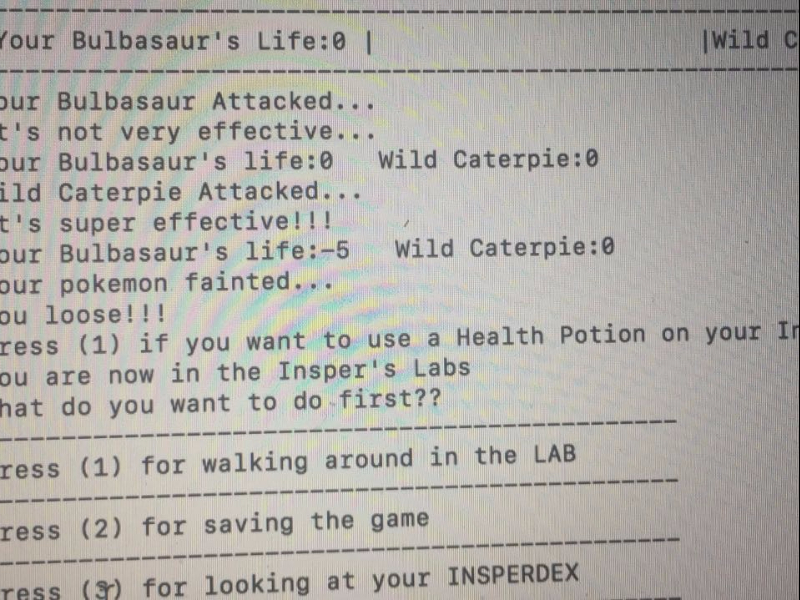 Your Bulbasaur's Life:0 | |Wild C
our Bulbasaur Attacked...
t's not very effective...
our Bulbasaur's life:0 Wild Caterpie:0
ild Caterpie Attacked...
t's super effective!!!
our Bulbasaur's life:-5 Wild Caterpie:0
our pokemon fainted...
ou loose!!!
ress (1) if you want to use a Health Potion on your In
ou are now in the Insper's Labs
hat do you want to do first??
ress (1) for walking around in the LAB
ress (2) for saving the game
ress (3) for looking at your INSPERDEX